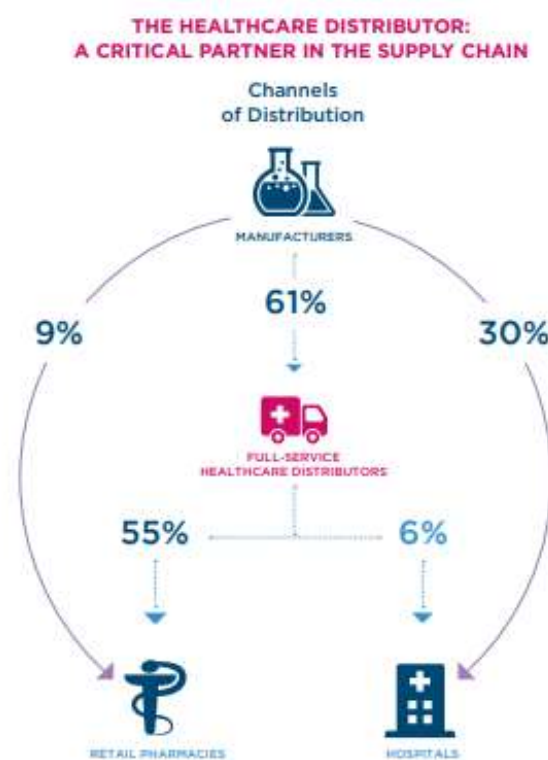 THE HEALTHCARE DISTRIBUTOR:
A CRITICAL PARTNER IN THE SUPPLY CHAIN
Channels
of Distribution
MANUFACTURERS
9%
61%
30%
FULL-SERVICE
HEALTHCARE DISTRIBUTORS
55%
6%
RETAIL PHARMACIES
HOSPITALS